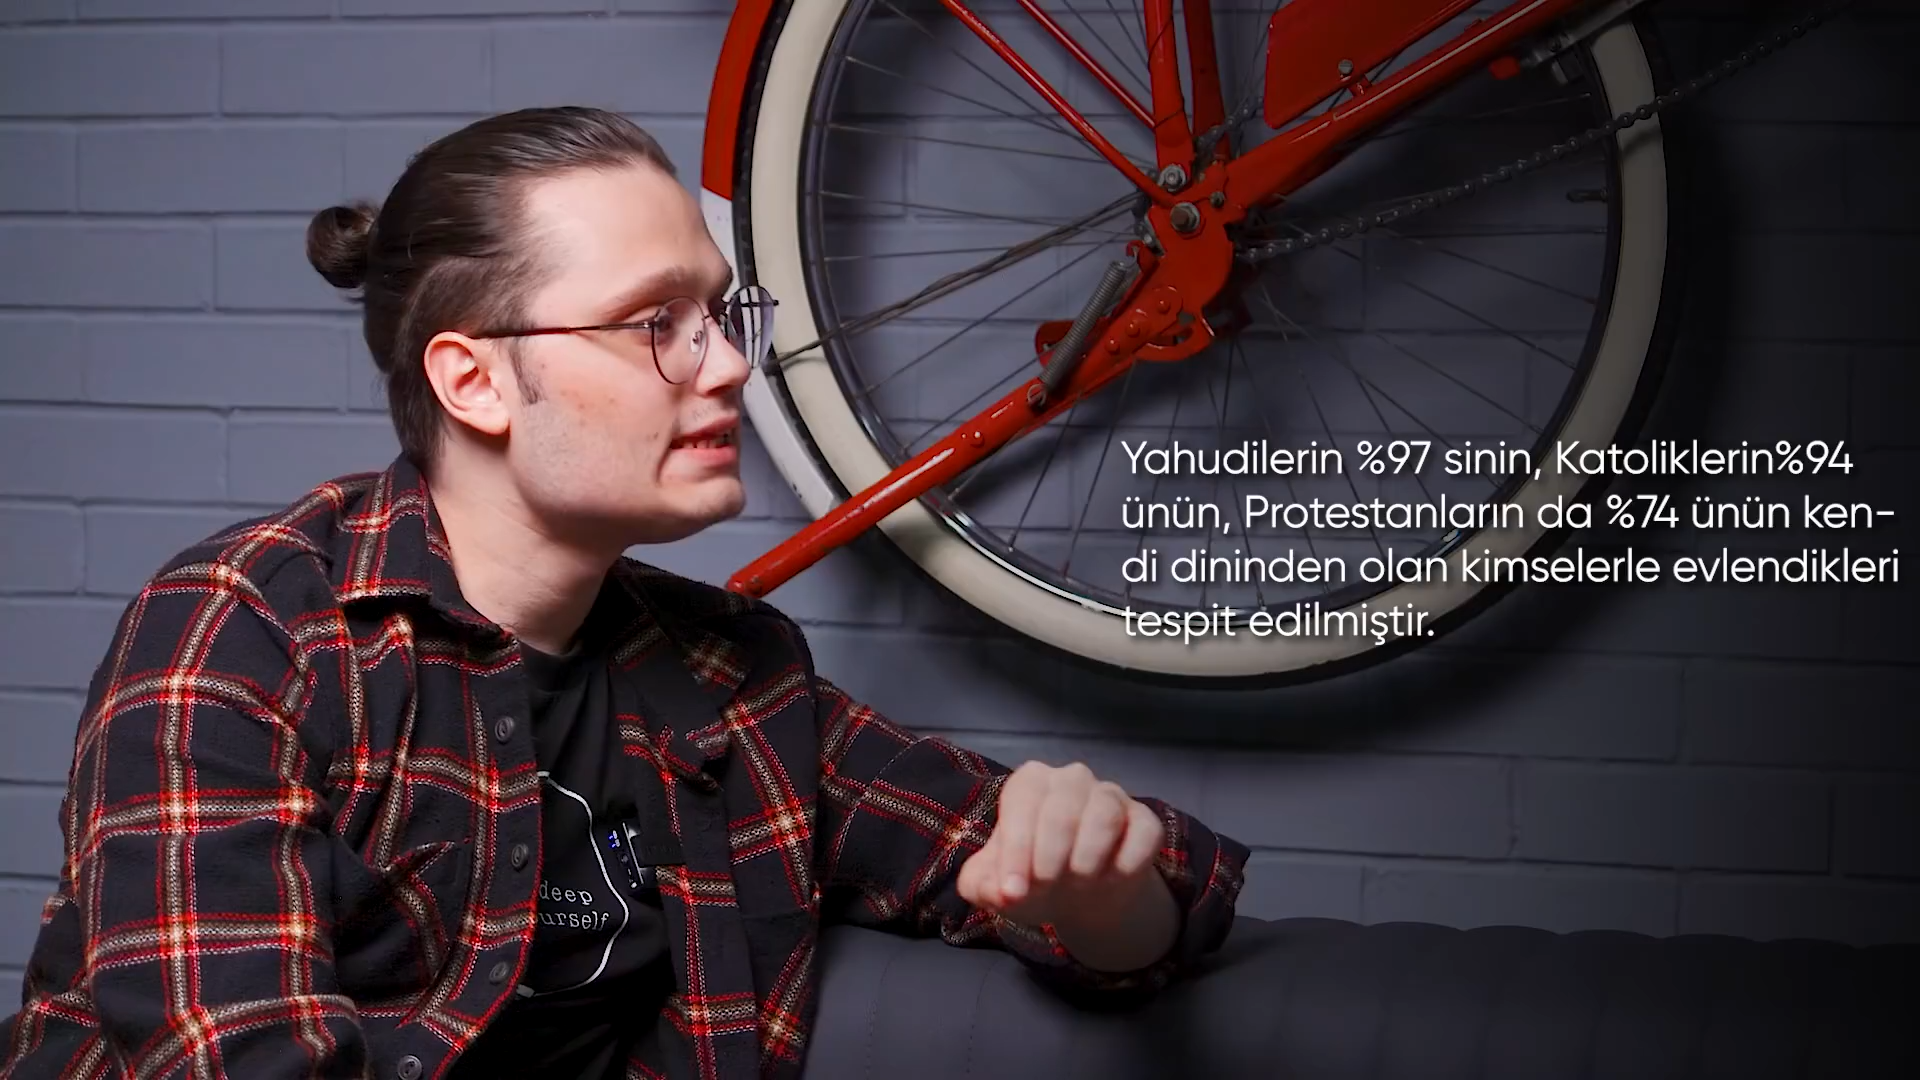 Yahudilerin %97 sinin, Katoliklerin%94
ünün, Protestanların da %74 ünün ken-
di dininden olan kimselerle evlendikleri
tespit edilmiştir.
deep
urself